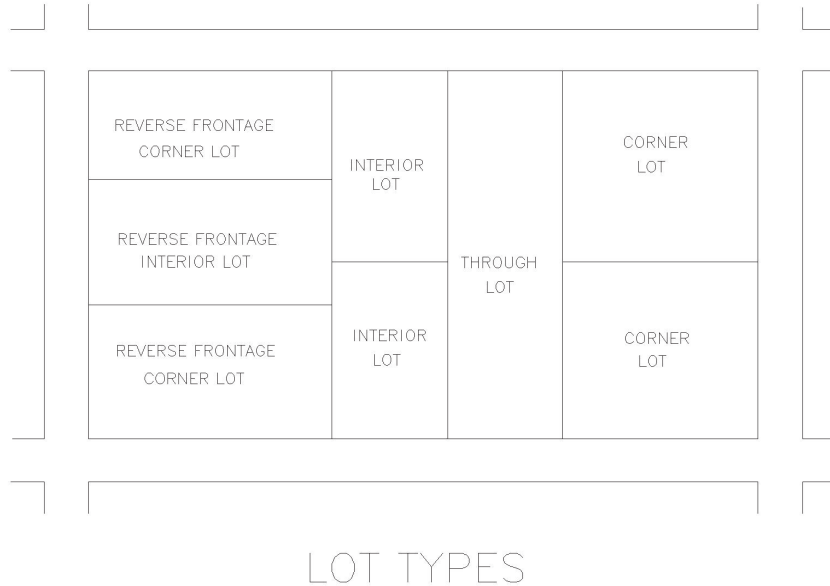 REVERSE FRONTAGE
CORNER LOT
INTERIOR
LOT
CORNER
LOT
REVERSE FRONTAGE
INTERIOR LOT
THROUGH
LOT
REVERSE FRONTAGE
CORNER LOT
INTERIOR
LOT
CORNER
LOT
LOT TYPES